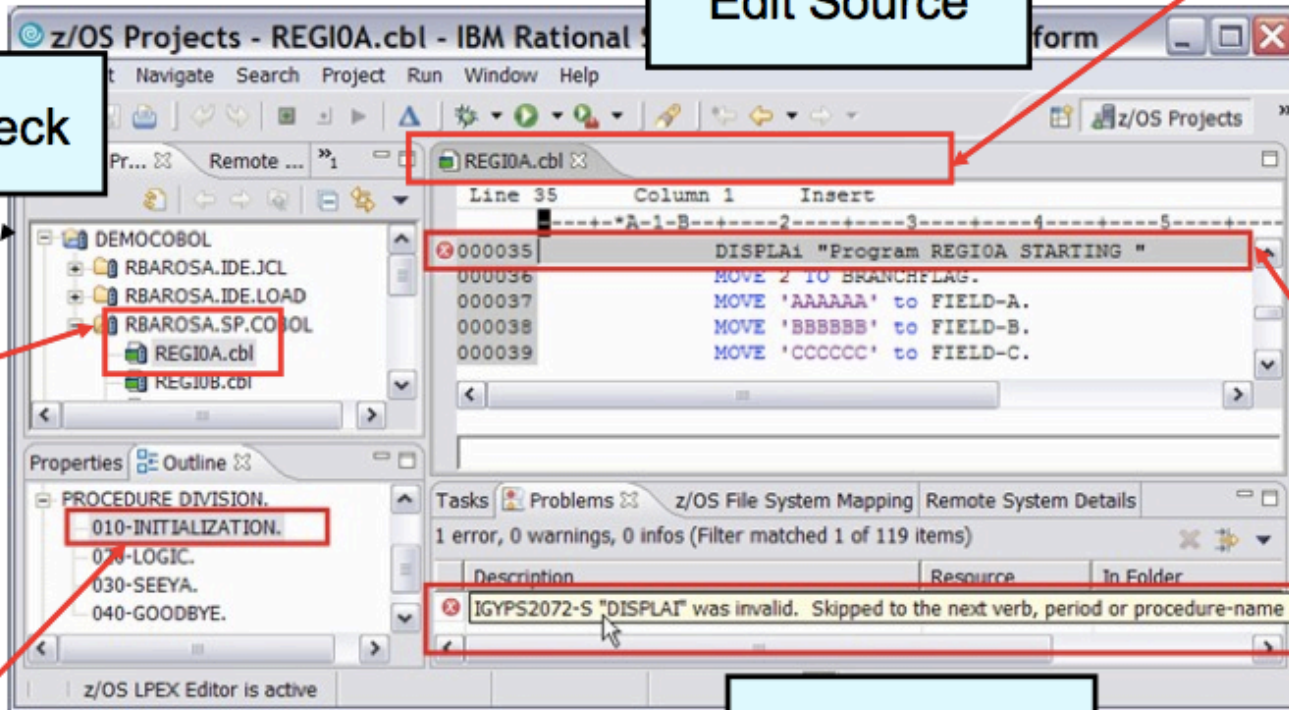 Edit Source
z/OS Projects - REGI0A.cbl - IBM Rational form
Navigate Search Project Run Window Help
eck
z/OS Projects »
Pr... Remote ... »1
REGI0A.cbl
Line 35 Column 1 Insert
----+-*A-1-B--+----2----+----3----+----4----+----5----+----
DEMOCOBOL
RBAROSA.IDE.JCL
RBAROSA.IDE.LOAD
RBAROSA.SP.COBOL
REGI0A.cbl
REGI0B.cbl
000035 DISPLAi "Program REGI0A STARTING "
000036 MOVE 2 TO BRANCHFLAG.
000037 MOVE 'AAAAAA' to FIELD-A.
000038 MOVE 'BBBBBB' to FIELD-B.
000039 MOVE 'CCCCCC' to FIELD-C.
Properties Outline
PROCEDURE DIVISION.
010-INITIALIZATION.
020-LOGIC.
030-SEEYA.
040-GOODBYE.
Tasks Problems z/OS File System Mapping Remote System Details
1 error, 0 warnings, 0 infos (Filter matched 1 of 119 items)
Description Resource In Folder
IGYPS2072-S "DISPLAI" was invalid. Skipped to the next verb, period or procedure-name
z/OS LPEX Editor is active